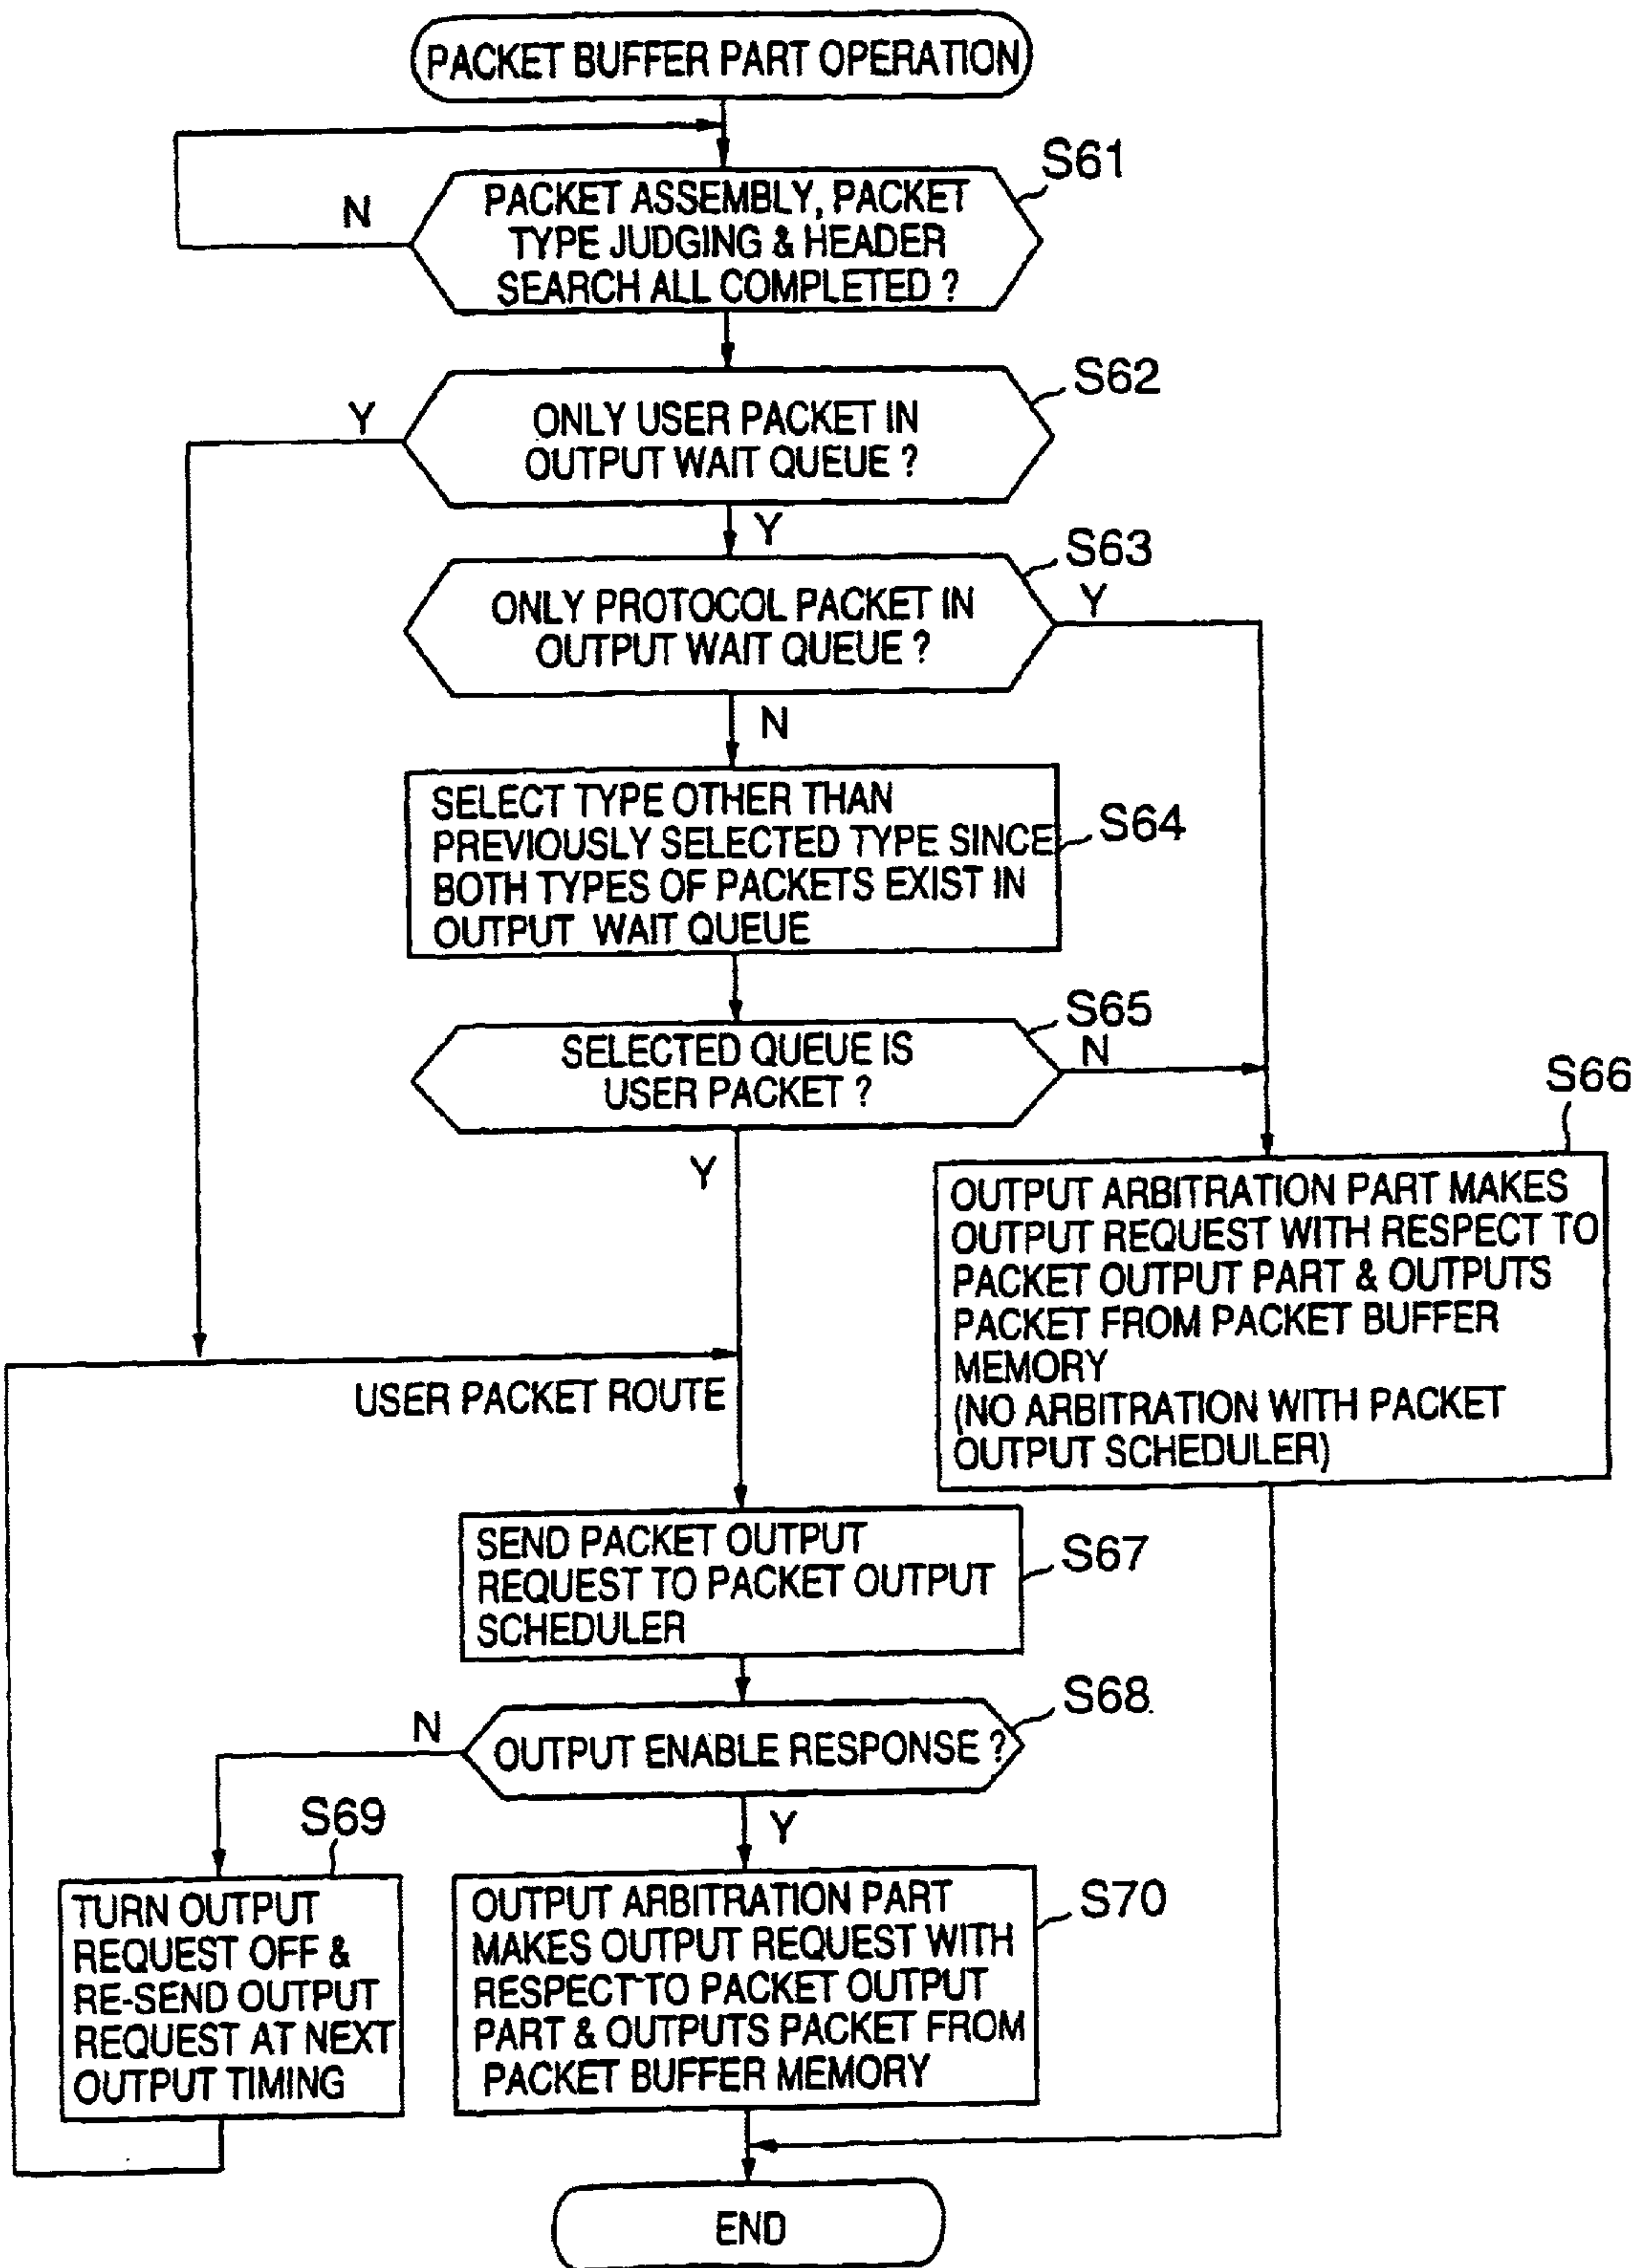 PACKET BUFFER PART OPERATION
S61
N
PACKET ASSEMBLY, PACKET
TYPE JUDGING & HEADER
SEARCH ALL COMPLETED ?
S62
Y
ONLY USER PACKET IN
OUTPUT WAIT QUEUE ?
Y
S63
ONLY PROTOCOL PACKET IN
OUTPUT WAIT QUEUE ?
Y
N
SELECT TYPE OTHER THAN
PREVIOUSLY SELECTED TYPE SINCE
BOTH TYPES OF PACKETS EXIST IN
OUTPUT WAIT QUEUE
S64
S65
SELECTED QUEUE IS
USER PACKET ?
N
S66
Y
OUTPUT ARBITRATION PART MAKES
OUTPUT REQUEST WITH RESPECT TO
PACKET OUTPUT PART & OUTPUTS
PACKET FROM PACKET BUFFER
MEMORY
(NO ARBITRATION WITH PACKET
OUTPUT SCHEDULER)
USER PACKET ROUTE
SEND PACKET OUTPUT
REQUEST TO PACKET OUTPUT
SCHEDULER
S67
S68
N
OUTPUT ENABLE RESPONSE ?
Y
S69
TURN OUTPUT
REQUEST OFF &
RE-SEND OUTPUT
REQUEST AT NEXT
OUTPUT TIMING
S70
OUTPUT ARBITRATION PART
MAKES OUTPUT REQUEST WITH
RESPECT TO PACKET OUTPUT
PART & OUTPUTS PACKET FROM
PACKET BUFFER MEMORY
END